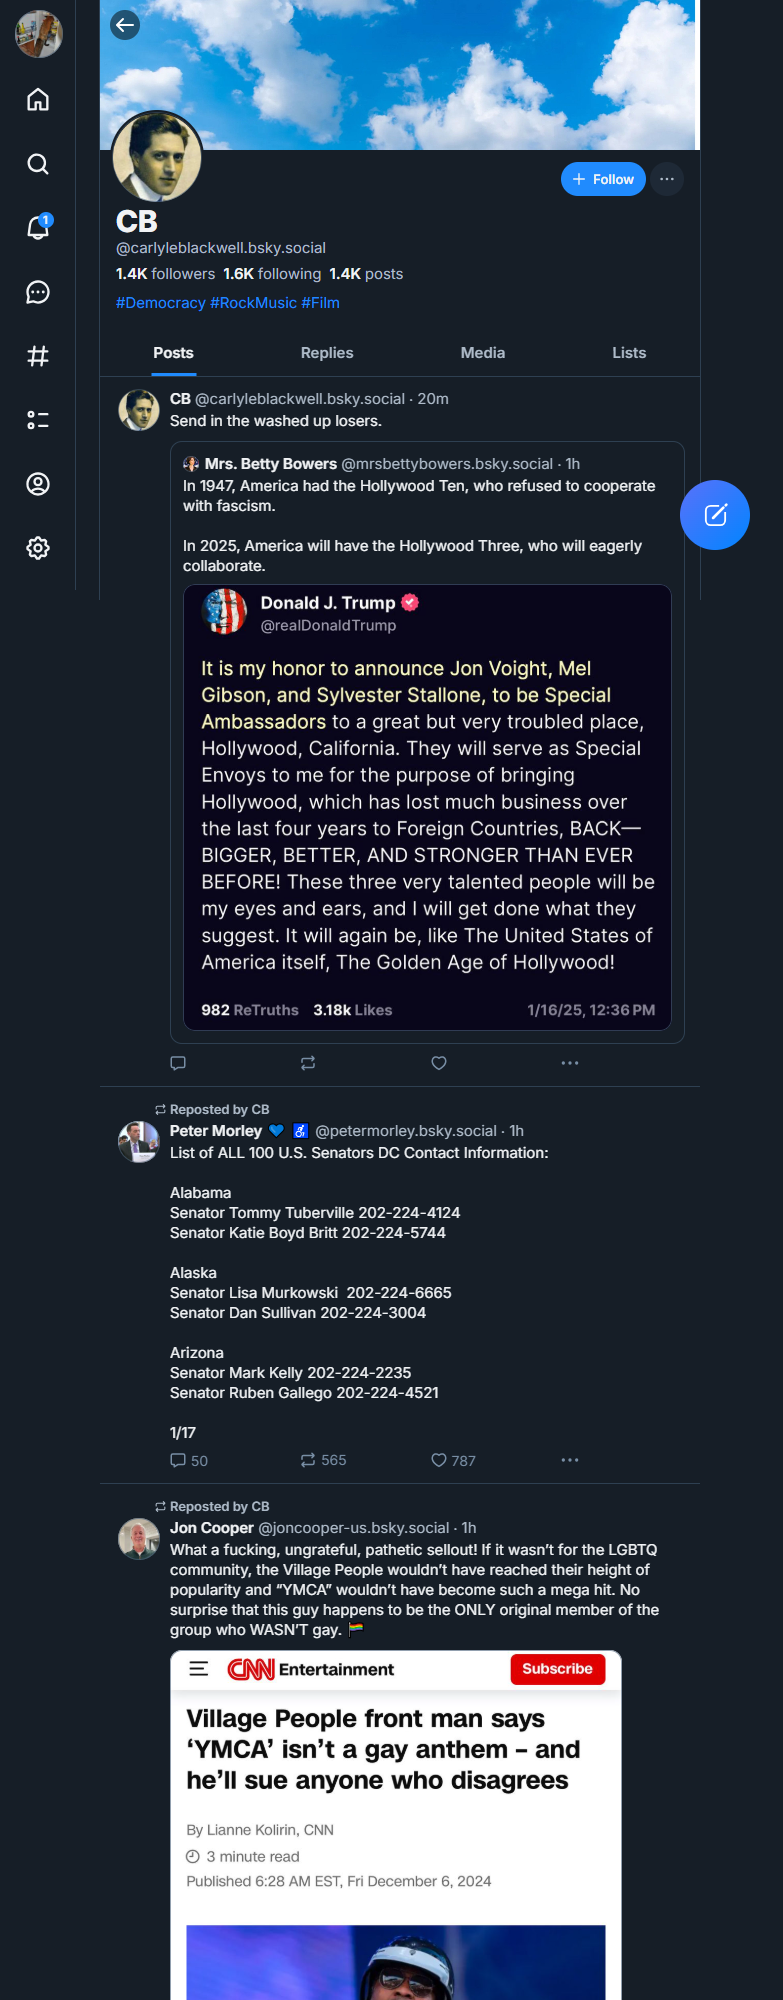 1
+ Follow
CB
@carlyleblackwell.bsky.social
1.4K followers 1.6K following 1.4K posts
#Democracy #RockMusic #Film
Posts Replies Media Lists
CB @carlyleblackwell.bsky.social · 20m
Send in the washed up losers.
Mrs. Betty Bowers @mrsbettybowers.bsky.social · 1h
In 1947, America had the Hollywood Ten, who refused to cooperate
with fascism.
In 2025, America will have the Hollywood Three, who will eagerly
collaborate.
Donald J. Trump
@realDonaldTrump
It is my honor to announce Jon Voight, Mel
Gibson, and Sylvester Stallone, to be Special
Ambassadors to a great but very troubled place,
Hollywood, California. They will serve as Special
Envoys to me for the purpose of bringing
Hollywood, which has lost much business over
the last four years to Foreign Countries, BACK—
BIGGER, BETTER, AND STRONGER THAN EVER
BEFORE! These three very talented people will be
my eyes and ears, and I will get done what they
suggest. It will again be, like The United States of
America itself, The Golden Age of Hollywood!
982 ReTruths 3.18k Likes 1/16/25, 12:36 PM
Reposted by CB
Peter Morley 💙 ♿ @petermorley.bsky.social · 1h
List of ALL 100 U.S. Senators DC Contact Information:
Alabama
Senator Tommy Tuberville 202-224-4124
Senator Katie Boyd Britt 202-224-5744
Alaska
Senator Lisa Murkowski 202-224-6665
Senator Dan Sullivan 202-224-3004
Arizona
Senator Mark Kelly 202-224-2235
Senator Ruben Gallego 202-224-4521
1/17
50 565 787
Reposted by CB
Jon Cooper @joncooper-us.bsky.social · 1h
What a fucking, ungrateful, pathetic sellout! If it wasn’t for the LGBTQ
community, the Village People wouldn’t have reached their height of
popularity and “YMCA” wouldn’t have become such a mega hit. No
surprise that this guy happens to be the ONLY original member of the
group who WASN’T gay. 🏳️‍🌈
CNN Entertainment Subscribe
Village People front man says
‘YMCA’ isn’t a gay anthem – and
he’ll sue anyone who disagrees
By Lianne Kolirin, CNN
3 minute read
Published 6:28 AM EST, Fri December 6, 2024